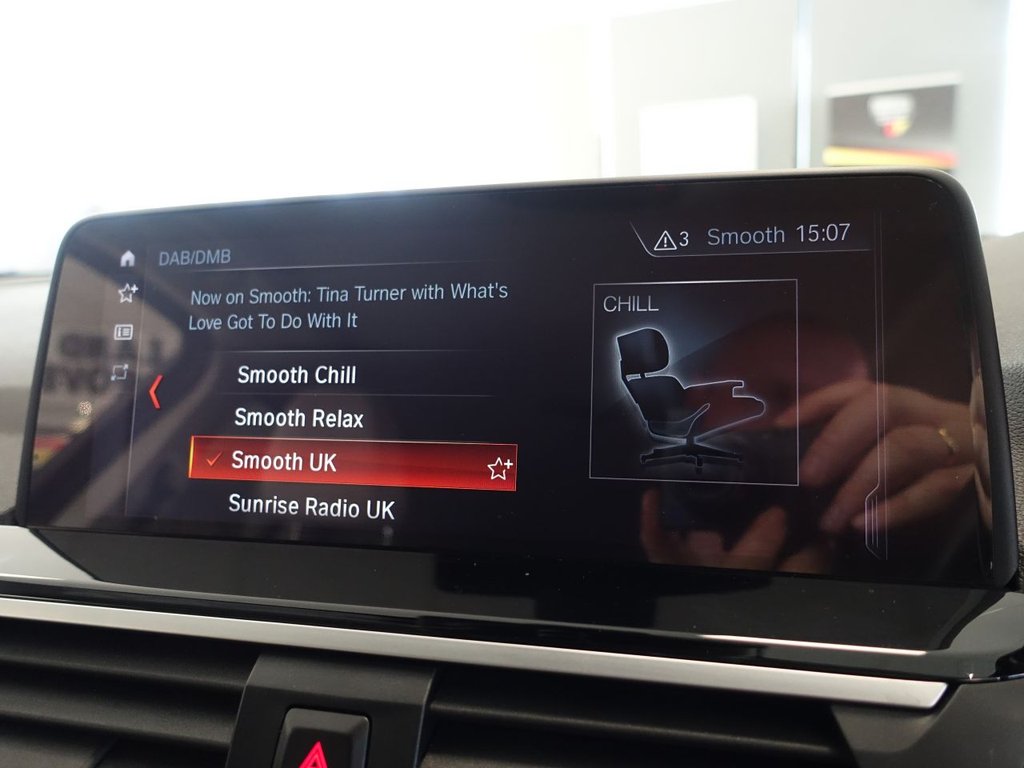 DAB/DMB
3 Smooth 15:07
Now on Smooth: Tina Turner with What's
Love Got To Do With It
Smooth Chill
Smooth Relax
Smooth UK
Sunrise Radio UK
CHILL